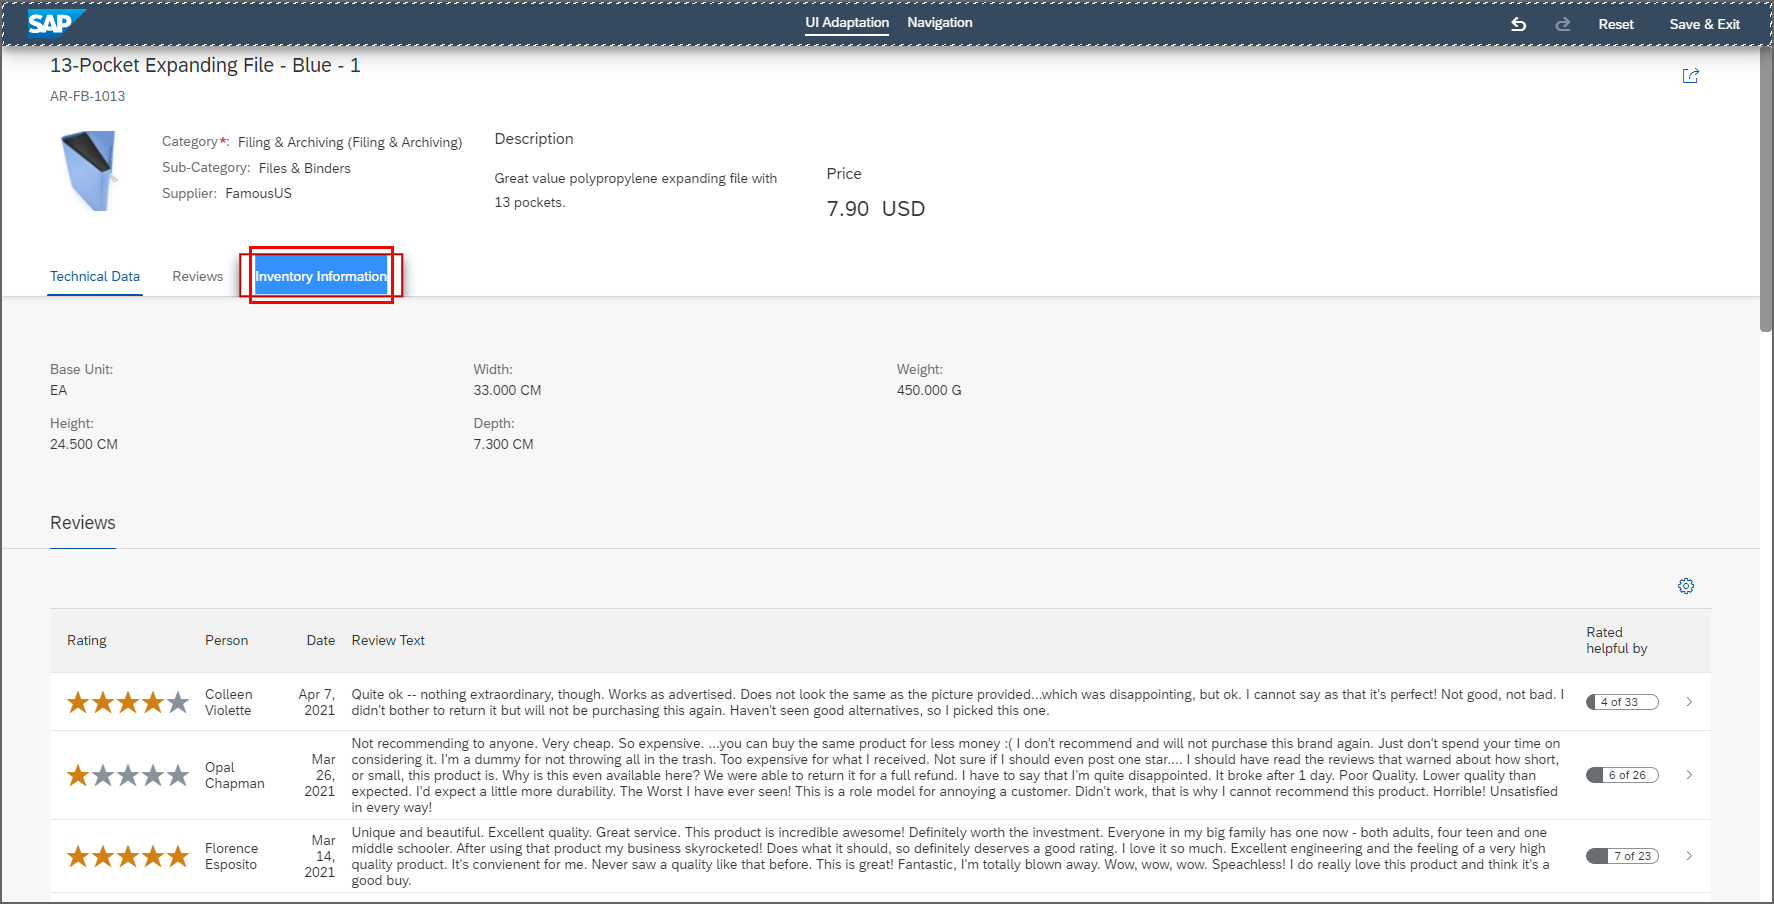 SAP
UI Adaptation
Navigation
Reset
Save & Exit
13-Pocket Expanding File - Blue - 1
AR-FB-1013
Category*: Filing & Archiving (Filing & Archiving)
Sub-Category: Files & Binders
Supplier: FamousUS
Description
Great value polypropylene expanding file with
13 pockets.
Price
7.90 USD
Technical Data
Reviews
Inventory Information
Base Unit:
EA
Width:
33.000 CM
Weight:
450.000 G
Height:
24.500 CM
Depth:
7.300 CM
Reviews
Rating
Person
Date
Review Text
Rated
helpful by
Colleen
Violette
Apr 7,
2021
Quite ok -- nothing extraordinary, though. Works as advertised. Does not look the same as the picture provided...which was disappointing, but ok. I cannot say as that it's perfect! Not good, not bad. I
didn't bother to return it but will not be purchasing this again. Haven't seen good alternatives, so I picked this one.
4 of 33
Opal
Chapman
Mar
26,
2021
Not recommending to anyone. Very cheap. So expensive. ...you can buy the same product for less money :( I don't recommend and will not purchase this brand again. Just don't spend your time on
considering it. I'm a dummy for not throwing all in the trash. Too expensive for what I received. Not sure if I should even post one star.... I should have read the reviews that warned about how short,
or small, this product is. Why is this even available here? We were able to return it for a full refund. I have to say that I'm quite disappointed. It broke after 1 day. Poor Quality. Lower quality than
expected. I'd expect a little more durability. The Worst I have ever seen! This is a role model for annoying a customer. Didn't work, that is why I cannot recommend this product. Horrible! Unsatisfied
in every way!
6 of 26
Florence
Esposito
Mar
14,
2021
Unique and beautiful. Excellent quality. Great service. This product is incredible awesome! Definitely worth the investment. Everyone in my big family has one now - both adults, four teen and one
middle schooler. After using that product my business skyrocketed! Does what it should, so definitely deserves a good rating. I love it so much. Excellent engineering and the feeling of a very high
quality product. It's convienent for me. Never saw a quality like that before. This is great! Fantastic, I'm totally blown away. Wow, wow, wow. Speachless! I do really love this product and think it's a
good buy.
7 of 23